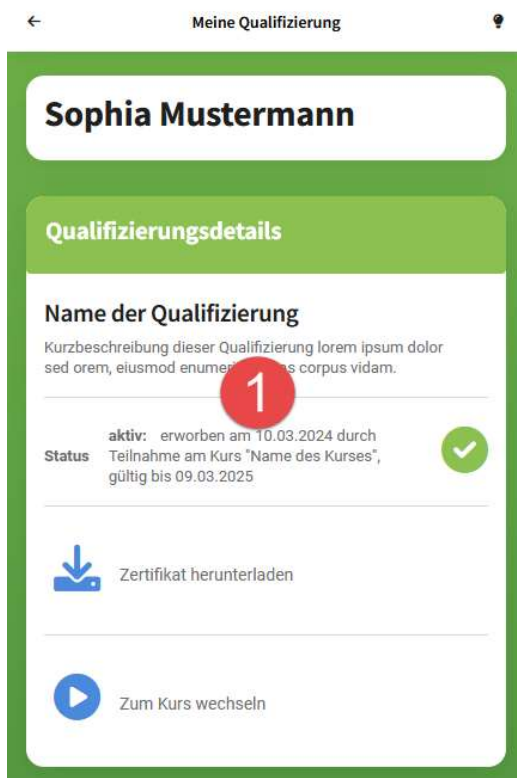 Meine Qualifizierung
Sophia Mustermann
Qualifizierungsdetails
Name der Qualifizierung
Kurzbeschreibung dieser Qualifizierung lorem ipsum dolor
sed orem, eiusmod corpus vidam.
1
Status
aktiv: erworben am 10.03.2024 durch
Teilnahme am Kurs "Name des Kurses",
gültig bis 09.03.2025
Zertifikat herunterladen
Zum Kurs wechseln